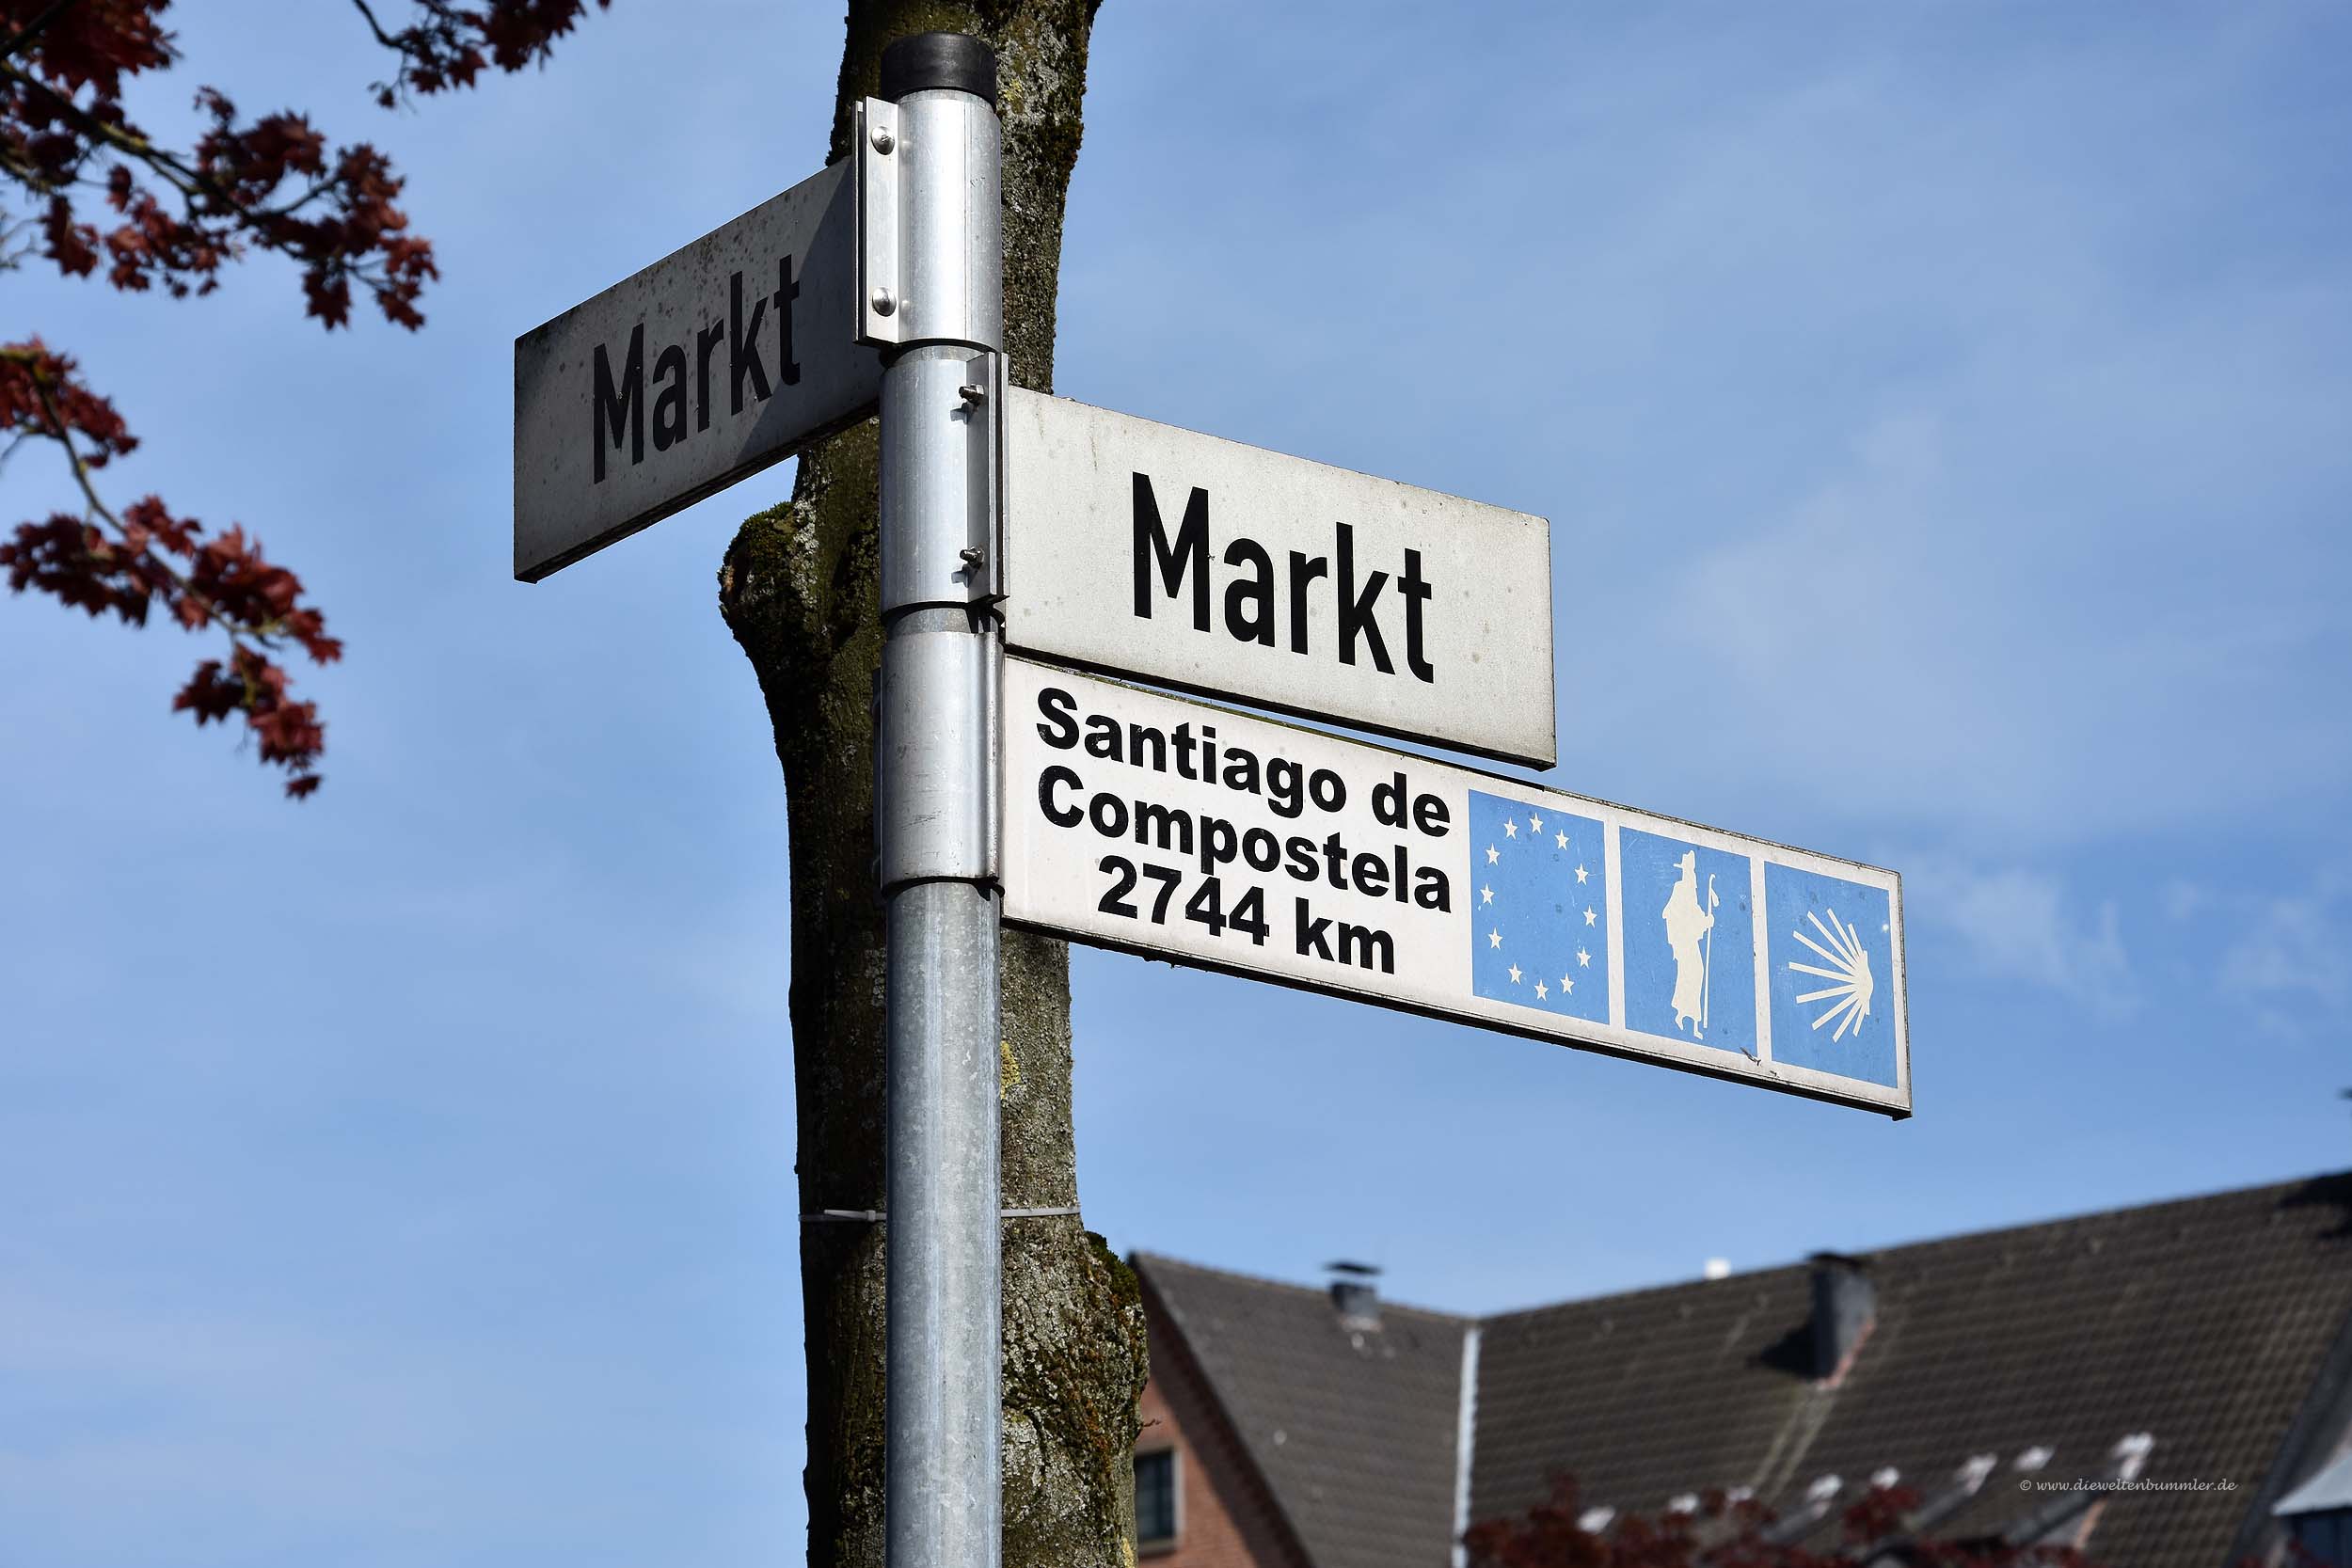 Markt
Markt
Santiago de
Compostela
2744 km
© www.dieweltenbummler.de